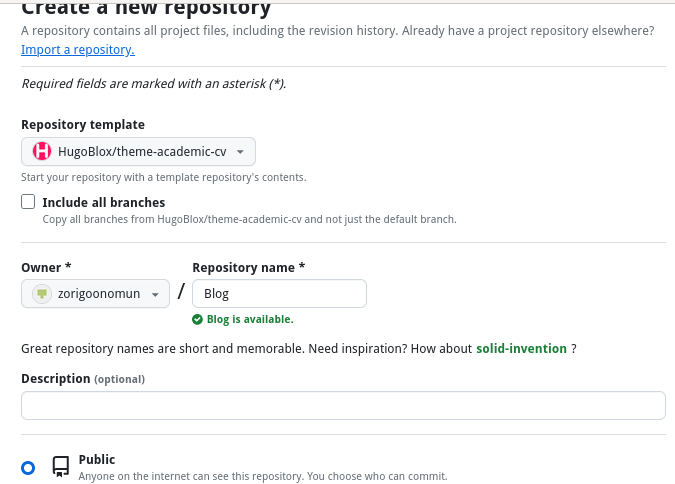 Create a new repository
A repository contains all project files, including the revision history. Already have a project repository elsewhere?
Import a repository.
Required fields are marked with an asterisk (*).
Repository template
H HugoBlox/theme-academic-cv
Start your repository with a template repository's contents.
Include all branches
Copy all branches from HugoBlox/theme-academic-cv and not just the default branch.
Owner * Repository name *
zorigoonomun / Blog
Blog is available.
Great repository names are short and memorable. Need inspiration? How about solid-invention ?
Description (optional)
Public
Anyone on the internet can see this repository. You choose who can commit.